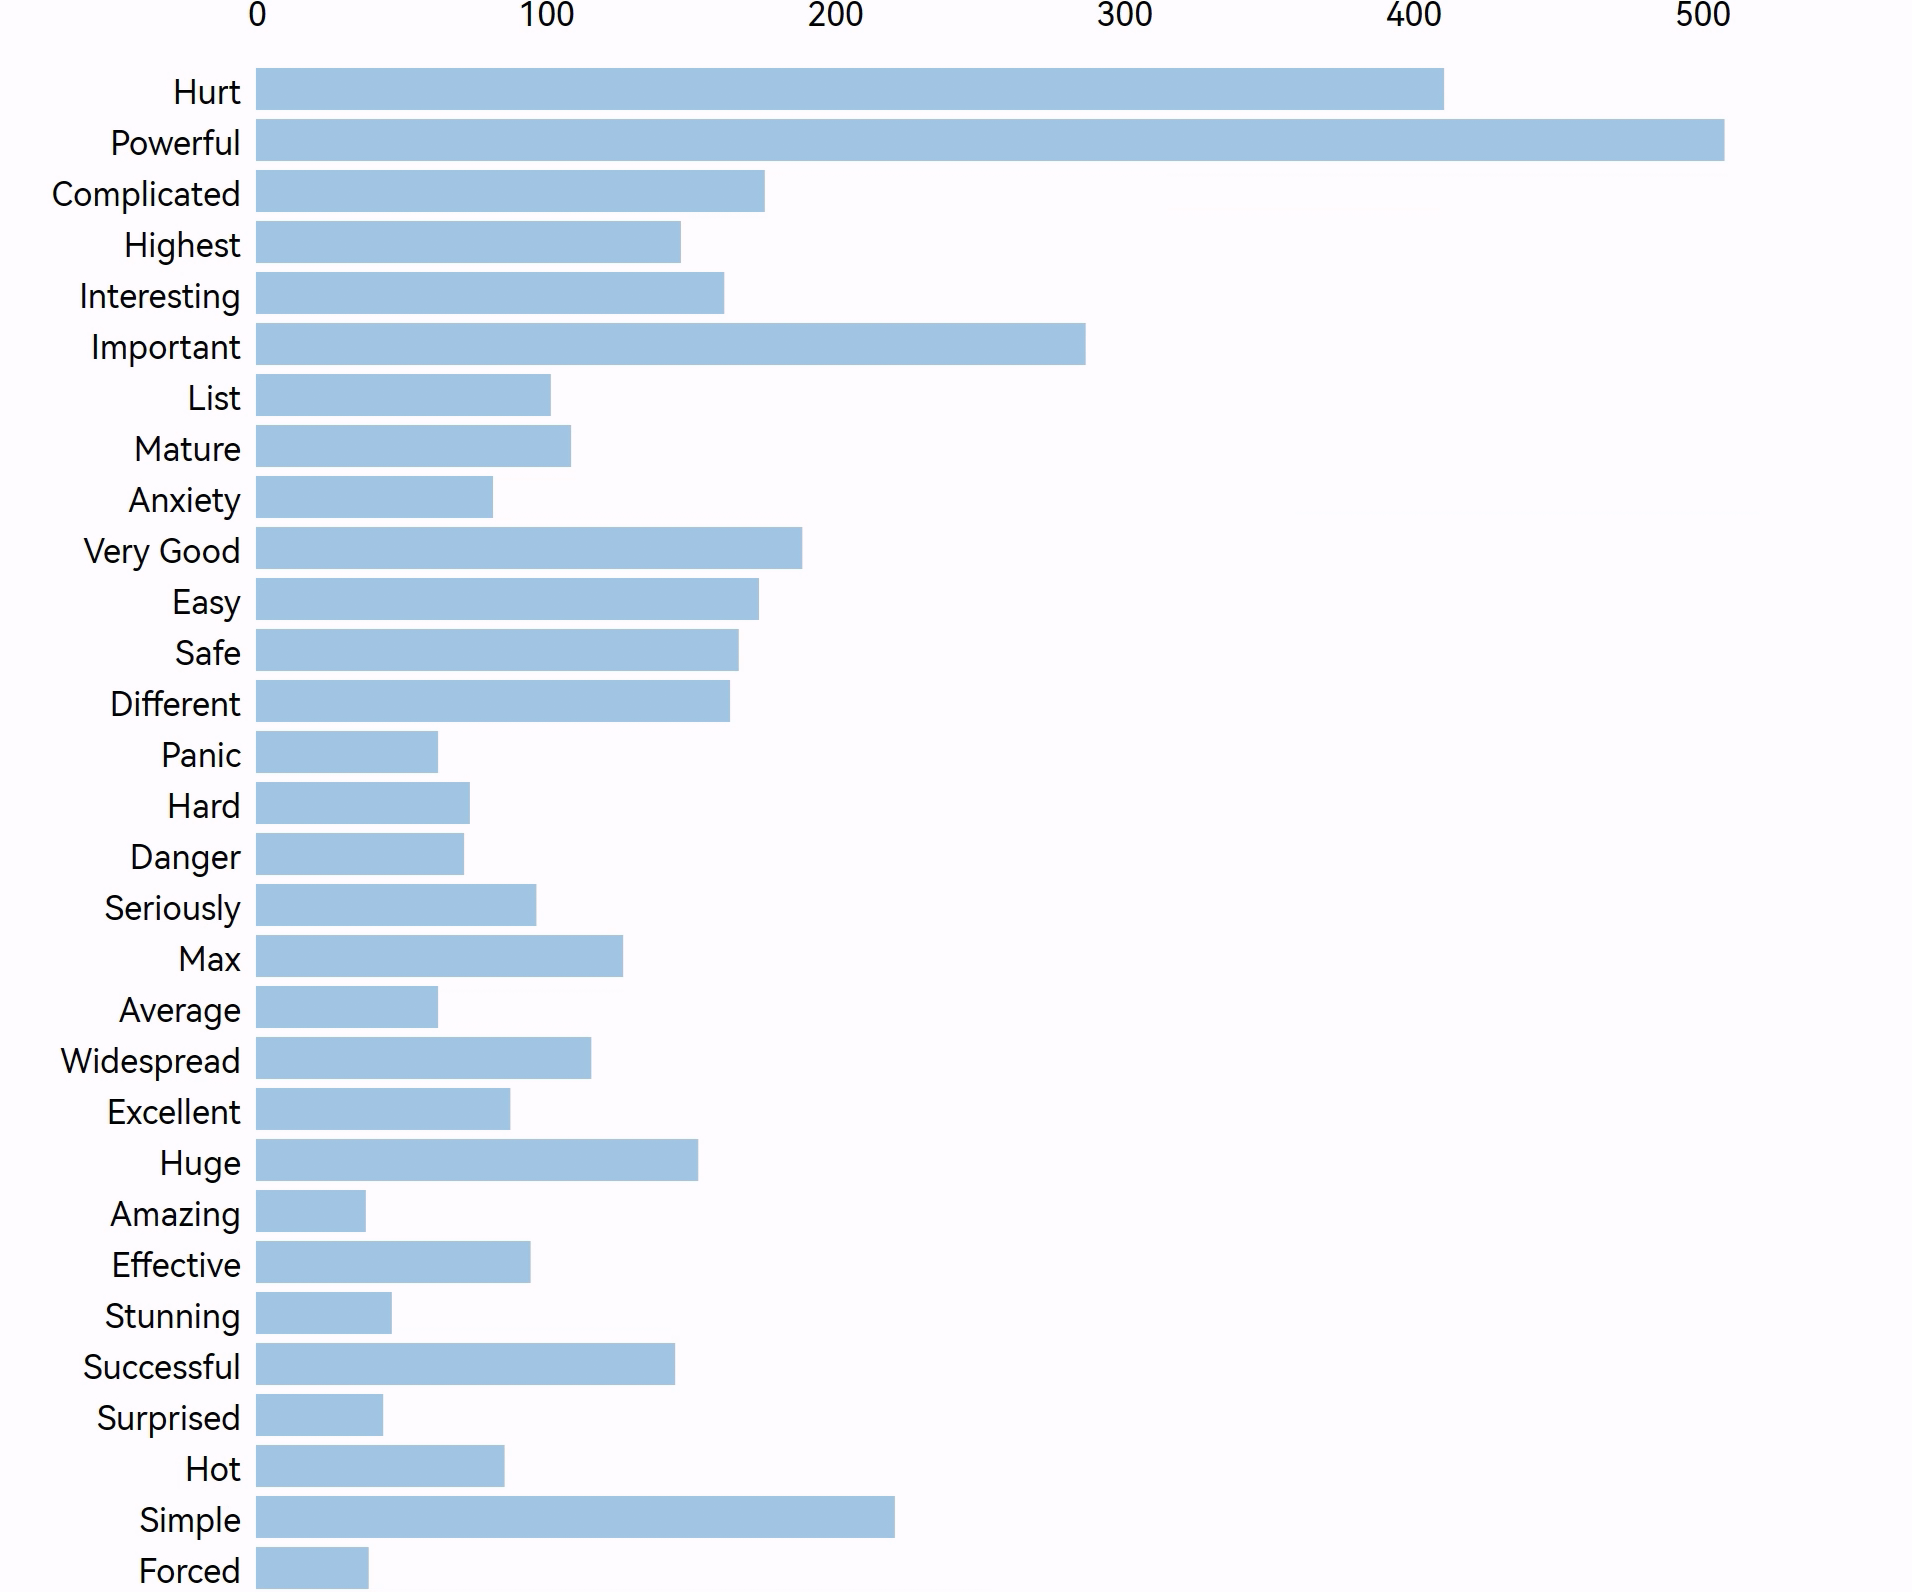 0 100 200 300 400 500
Hurt
Powerful
Complicated
Highest
Interesting
Important
List
Mature
Anxiety
Very Good
Easy
Safe
Different
Panic
Hard
Danger
Seriously
Max
Average
Widespread
Excellent
Huge
Amazing
Effective
Stunning
Successful
Surprised
Hot
Simple
Forced